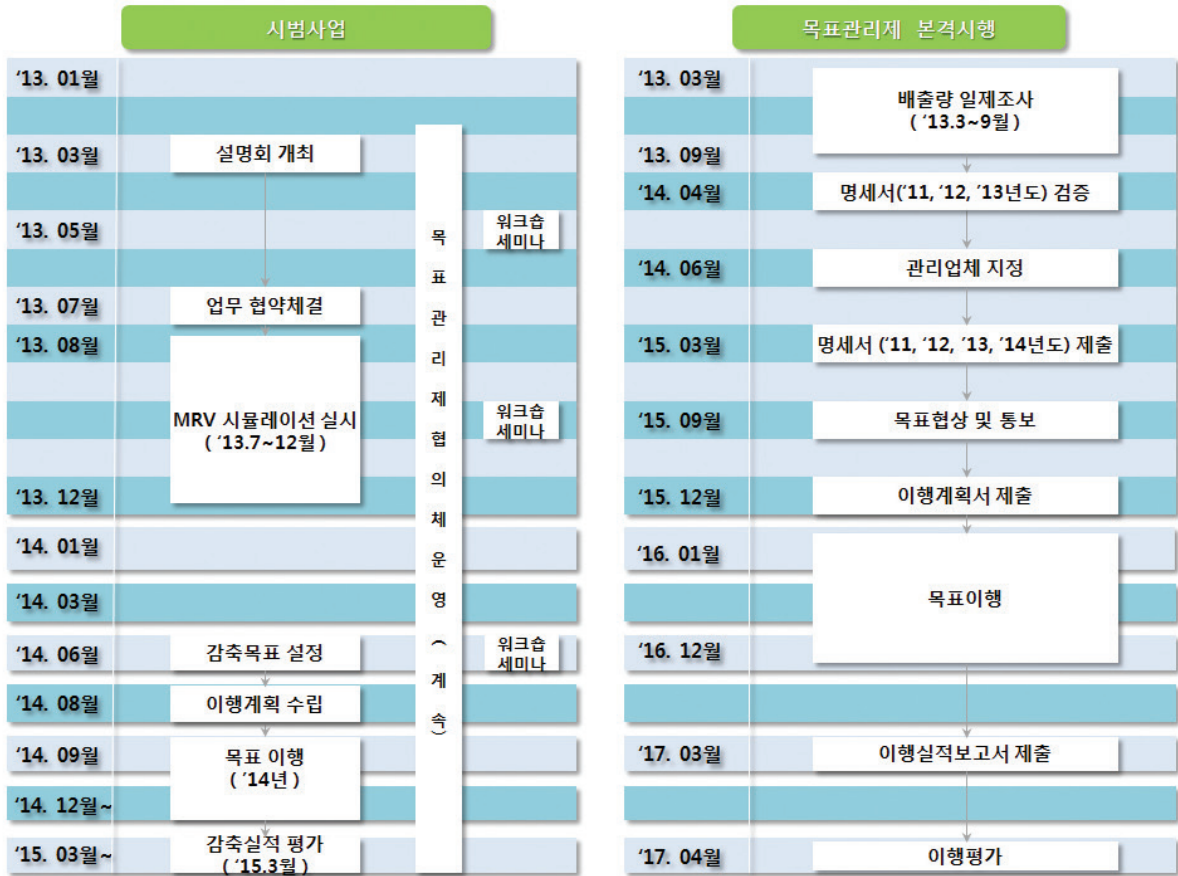 시범사업
'13. 01월
'13. 03월
설명회 개최
'13. 05월
워크숍
세미나
'13. 07월
업무 협약체결
'13. 08월
MRV 시뮬레이션 실시
( '13.7~12월 )
워크숍
세미나
'13. 12월
'14. 01월
'14. 03월
'14. 06월
감축목표 설정
워크숍
세미나
'14. 08월
이행계획 수립
'14. 09월
목표 이행
( '14년 )
'14. 12월~
'15. 03월~
감축실적 평가
( '15.3월 )
목표관리제협의체운영(계속)
목표관리제 본격시행
'13. 03월
배출량 일제조사
( '13.3~9월 )
'13. 09월
'14. 04월
명세서('11, '12, '13년도) 검증
'14. 06월
관리업체 지정
'15. 03월
명세서 ('11, '12, '13, '14년도) 제출
'15. 09월
목표협상 및 통보
'15. 12월
이행계획서 제출
'16. 01월
목표이행
'16. 12월
'17. 03월
이행실적보고서 제출
'17. 04월
이행평가